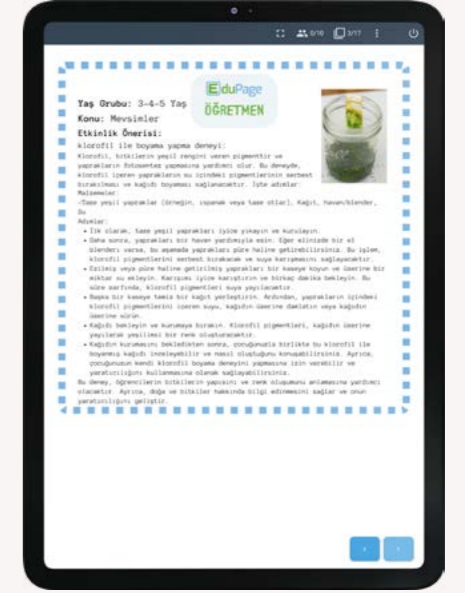 0/10
3/17
EduPage
ÖĞRETMEN
Yaş Grubu: 3-4-5 Yaş
Konu: Mevsimler
Etkinlik Önerisi:
klorofil ile boyama yapma deneyi:
Klorofil, bitkilerin yeşil rengini veren pigmenttir ve
yaprakların fotosentez yapmasına yardımcı olur. Bu deneyde,
klorofil içeren yaprakların su içindeki pigmentlerinin serbest
bırakılması ve kağıdı boyaması sağlanacaktır. İşte adımlar:
Malzemeler:
-Taze yeşil yapraklar (örneğin, ıspanak veya taze otlar), Kağıt, havan/blender,
Su
Adımlar:
• İlk olarak, taze yeşil yaprakları iyice yıkayın ve kurulayın.
• Daha sonra, yaprakları bir havan yardımıyla ezin. Eğer elinizde bir el
blenderı varsa, bu aşamada yaprakları püre haline getirebilirsiniz. Bu işlem,
klorofil pigmentlerini serbest bırakacak ve suya karışmasını sağlayacaktır.
• Ezilmiş veya püre haline getirilmiş yaprakları bir kaseye koyun ve üzerine bir
miktar su ekleyin. Karışımı iyice karıştırın ve birkaç dakika bekleyin. Bu
süre zarfında, klorofil pigmentleri suya yayılacaktır.
• Başka bir kaseye temiz bir kağıt yerleştirin. Ardından, yaprakların içindeki
klorofil pigmentlerini içeren suyu, kağıdın üzerine damlatın veya kağıdın
üzerine sürün.
• Kağıdı bekleyin ve kurumaya bırakın. Klorofil pigmentleri, kağıdın üzerine
yayılarak yeşilimsi bir renk oluşturacaktır.
• Kağıdın kurumasını bekledikten sonra, çocuğunuzla birlikte bu klorofil ile
boyanmış kağıdı inceleyebilir ve nasıl oluştuğunu konuşabilirsiniz. Ayrıca,
çocuğunuzun kendi klorofil boyama deneyini yapmasına izin verebilir ve
yaratıcılığını kullanmasına olanak sağlayabilirsiniz.
Bu deney, öğrencilerin bitkilerin yapısını ve renk oluşumunu anlamasına yardımcı
olacaktır. Ayrıca, doğa ve bitkiler hakkında bilgi edinmesini sağlar ve onun
yaratıcılığını geliştir.